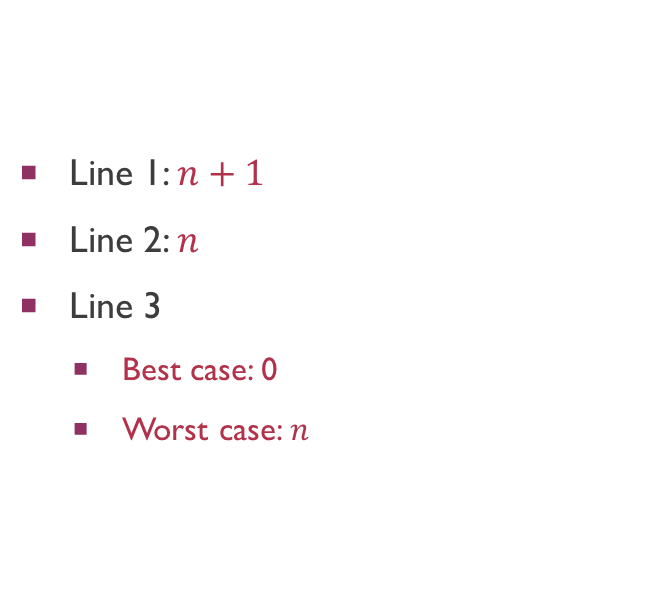 Line 1: n + 1
Line 2: n
Line 3
Best case: 0
Worst case: n